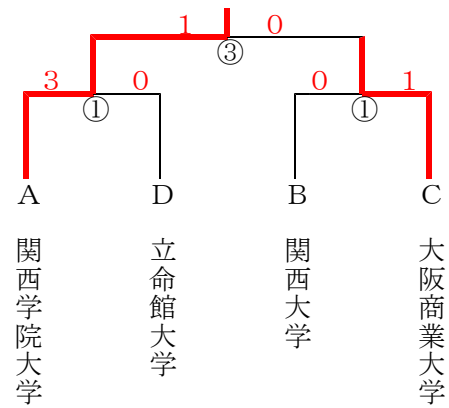 １ ０
③
３ ０ ０ １
① ①
Ａ Ｄ Ｂ Ｃ
関西学院大学
立命館大学
関西大学
大阪商業大学